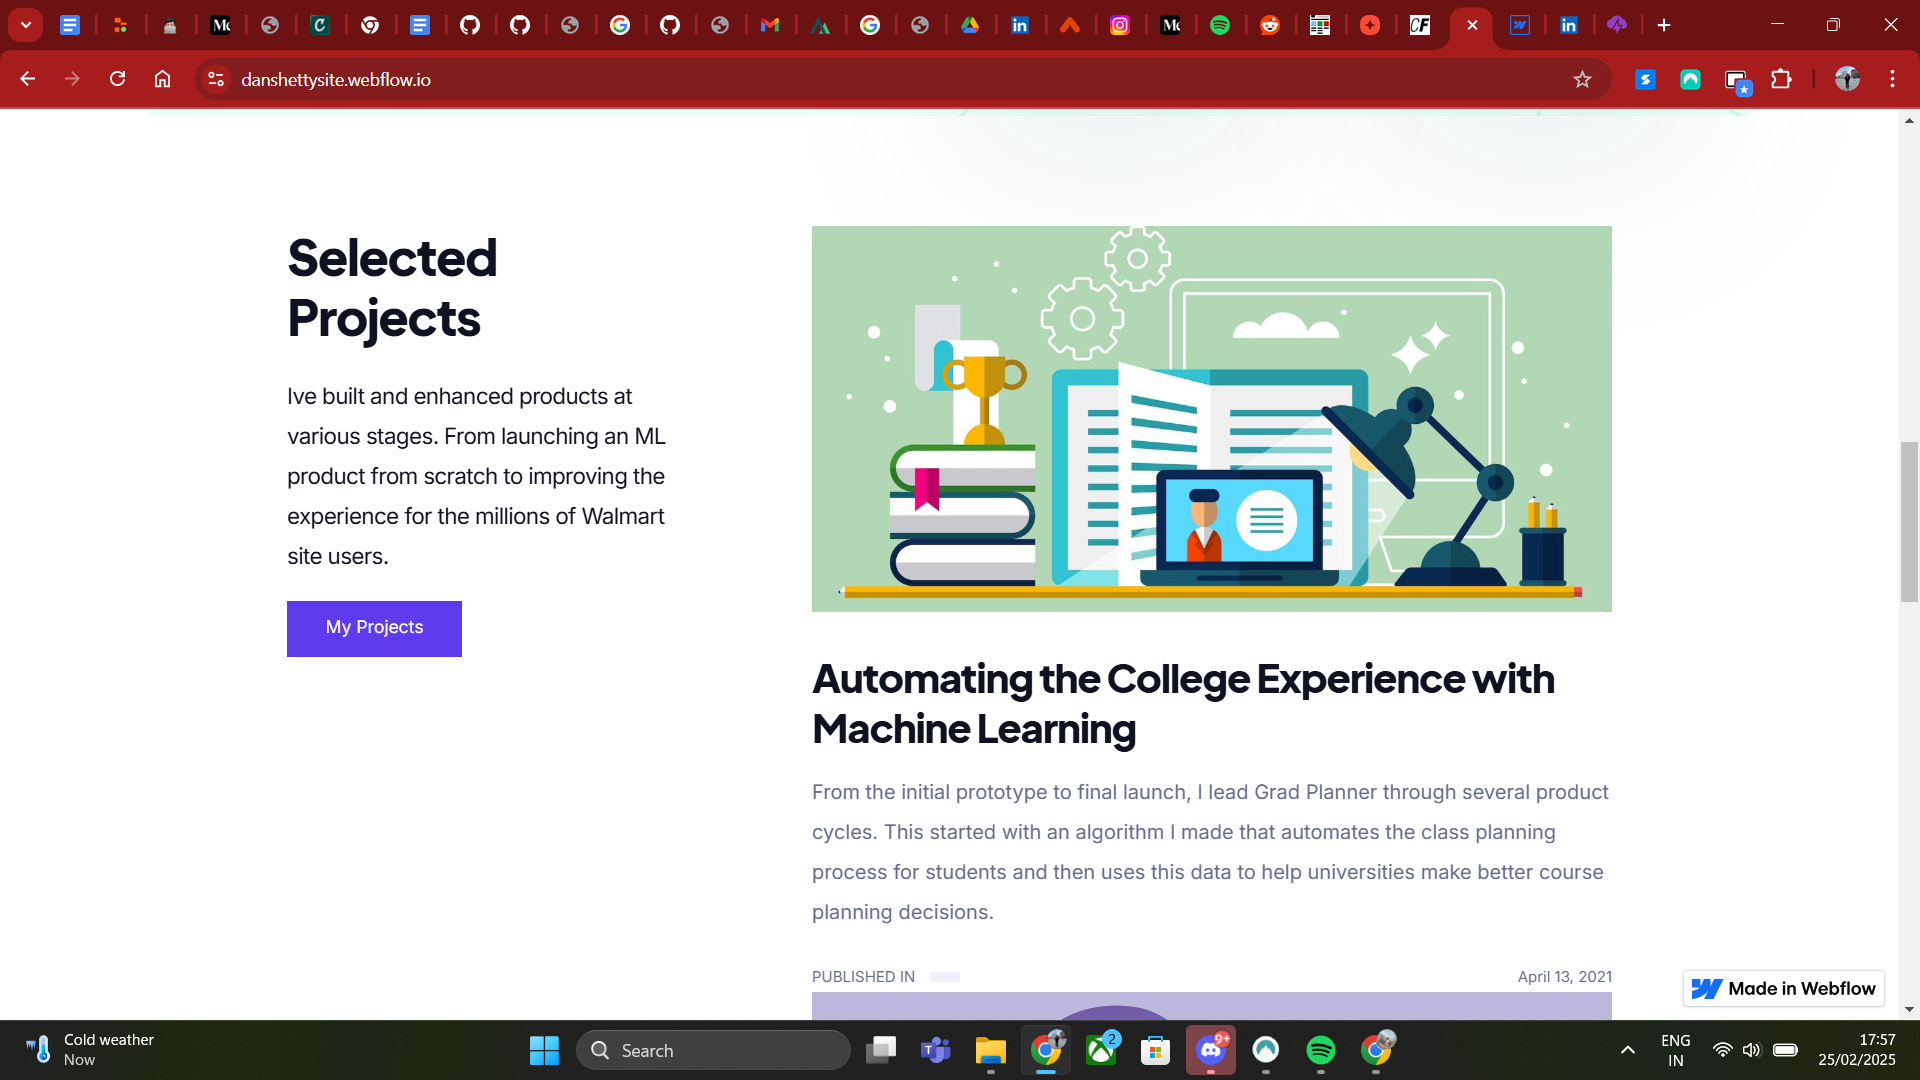 danshettysite.webflow.io
Selected
Projects
Ive built and enhanced products at
various stages. From launching an ML
product from scratch to improving the
experience for the millions of Walmart
site users.
My Projects
Automating the College Experience with
Machine Learning
From the initial prototype to final launch, I lead Grad Planner through several product
cycles. This started with an algorithm I made that automates the class planning
process for students and then uses this data to help universities make better course
planning decisions.
PUBLISHED IN
April 13, 2021
Made in Webflow
Cold weather
Now
Search
2
9+
ENG
IN
17:57
25/02/2025